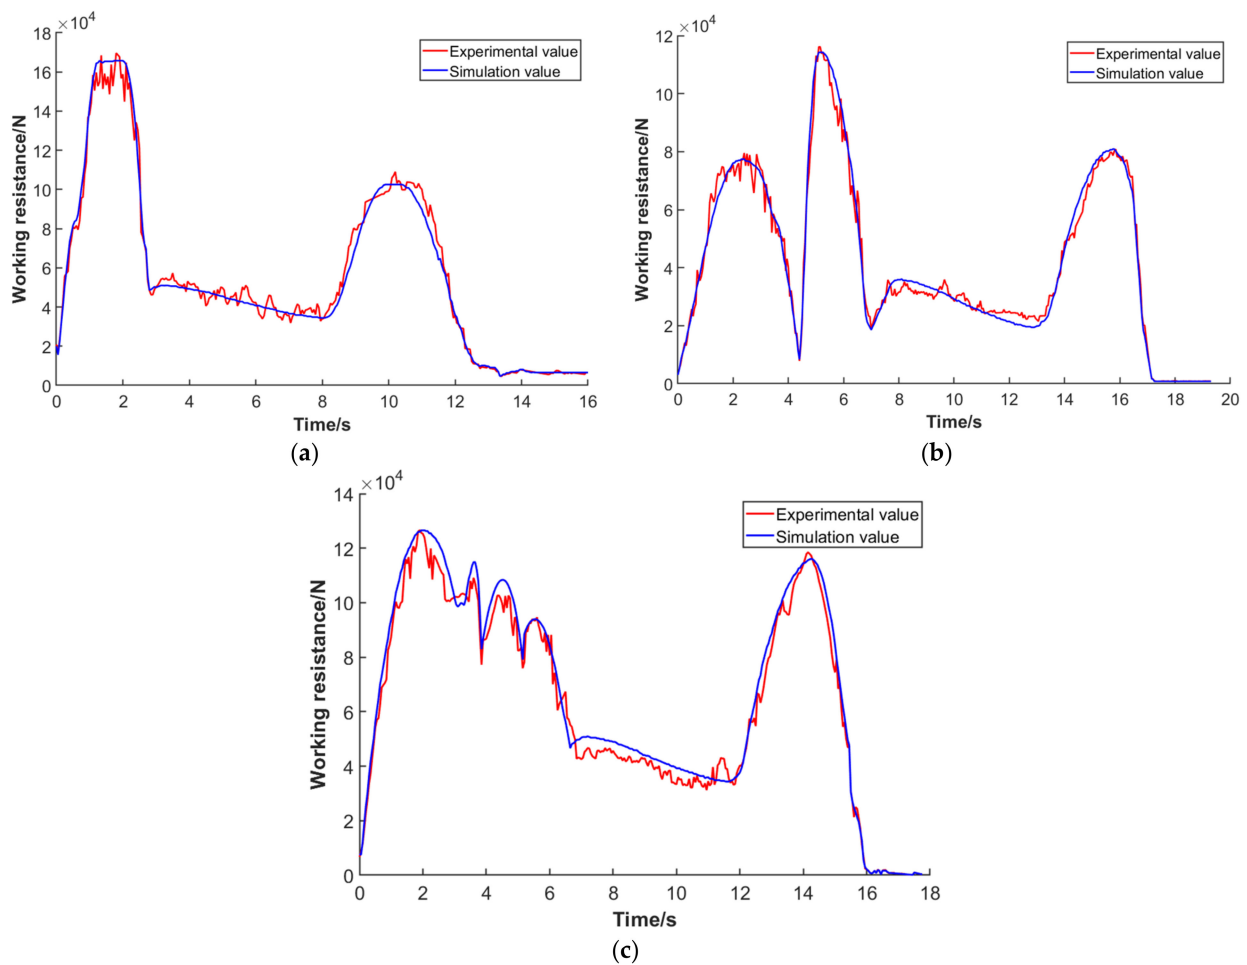 ×10⁴
18
16
14
12
10
8
6
4
2
0
Working resistance/N
Experimental value
Simulation value
0 2 4 6 8 10 12 14 16
Time/s
(a)
×10⁴
12
10
8
6
4
2
0
Working resistance/N
Experimental value
Simulation value
0 2 4 6 8 10 12 14 16 18 20
Time/s
(b)
×10⁴
14
12
10
8
6
4
2
0
Working resistance/N
Experimental value
Simulation value
0 2 4 6 8 10 12 14 16 18
Time/s
(c)